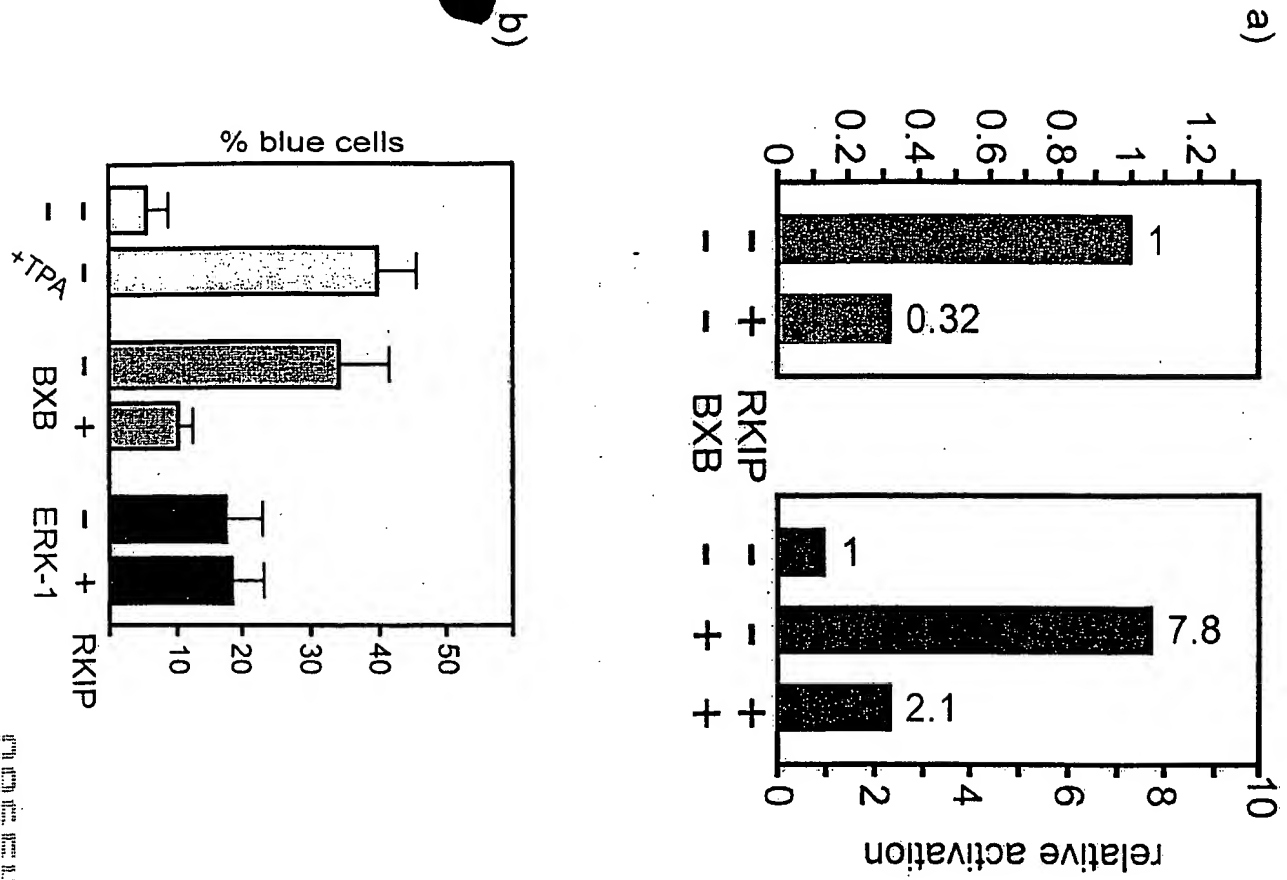 a)
1.2
1
0.8
0.6
0.4
0.2
0
1
0.32
- + RKIP - - +
- - BXB - + +
1
7.8
2.1
10
8
6
4
2
0
relative activation
b)
% blue cells
50
40
30
20
10
- - - + - + RKIP
- +TPA BXB ERK-1